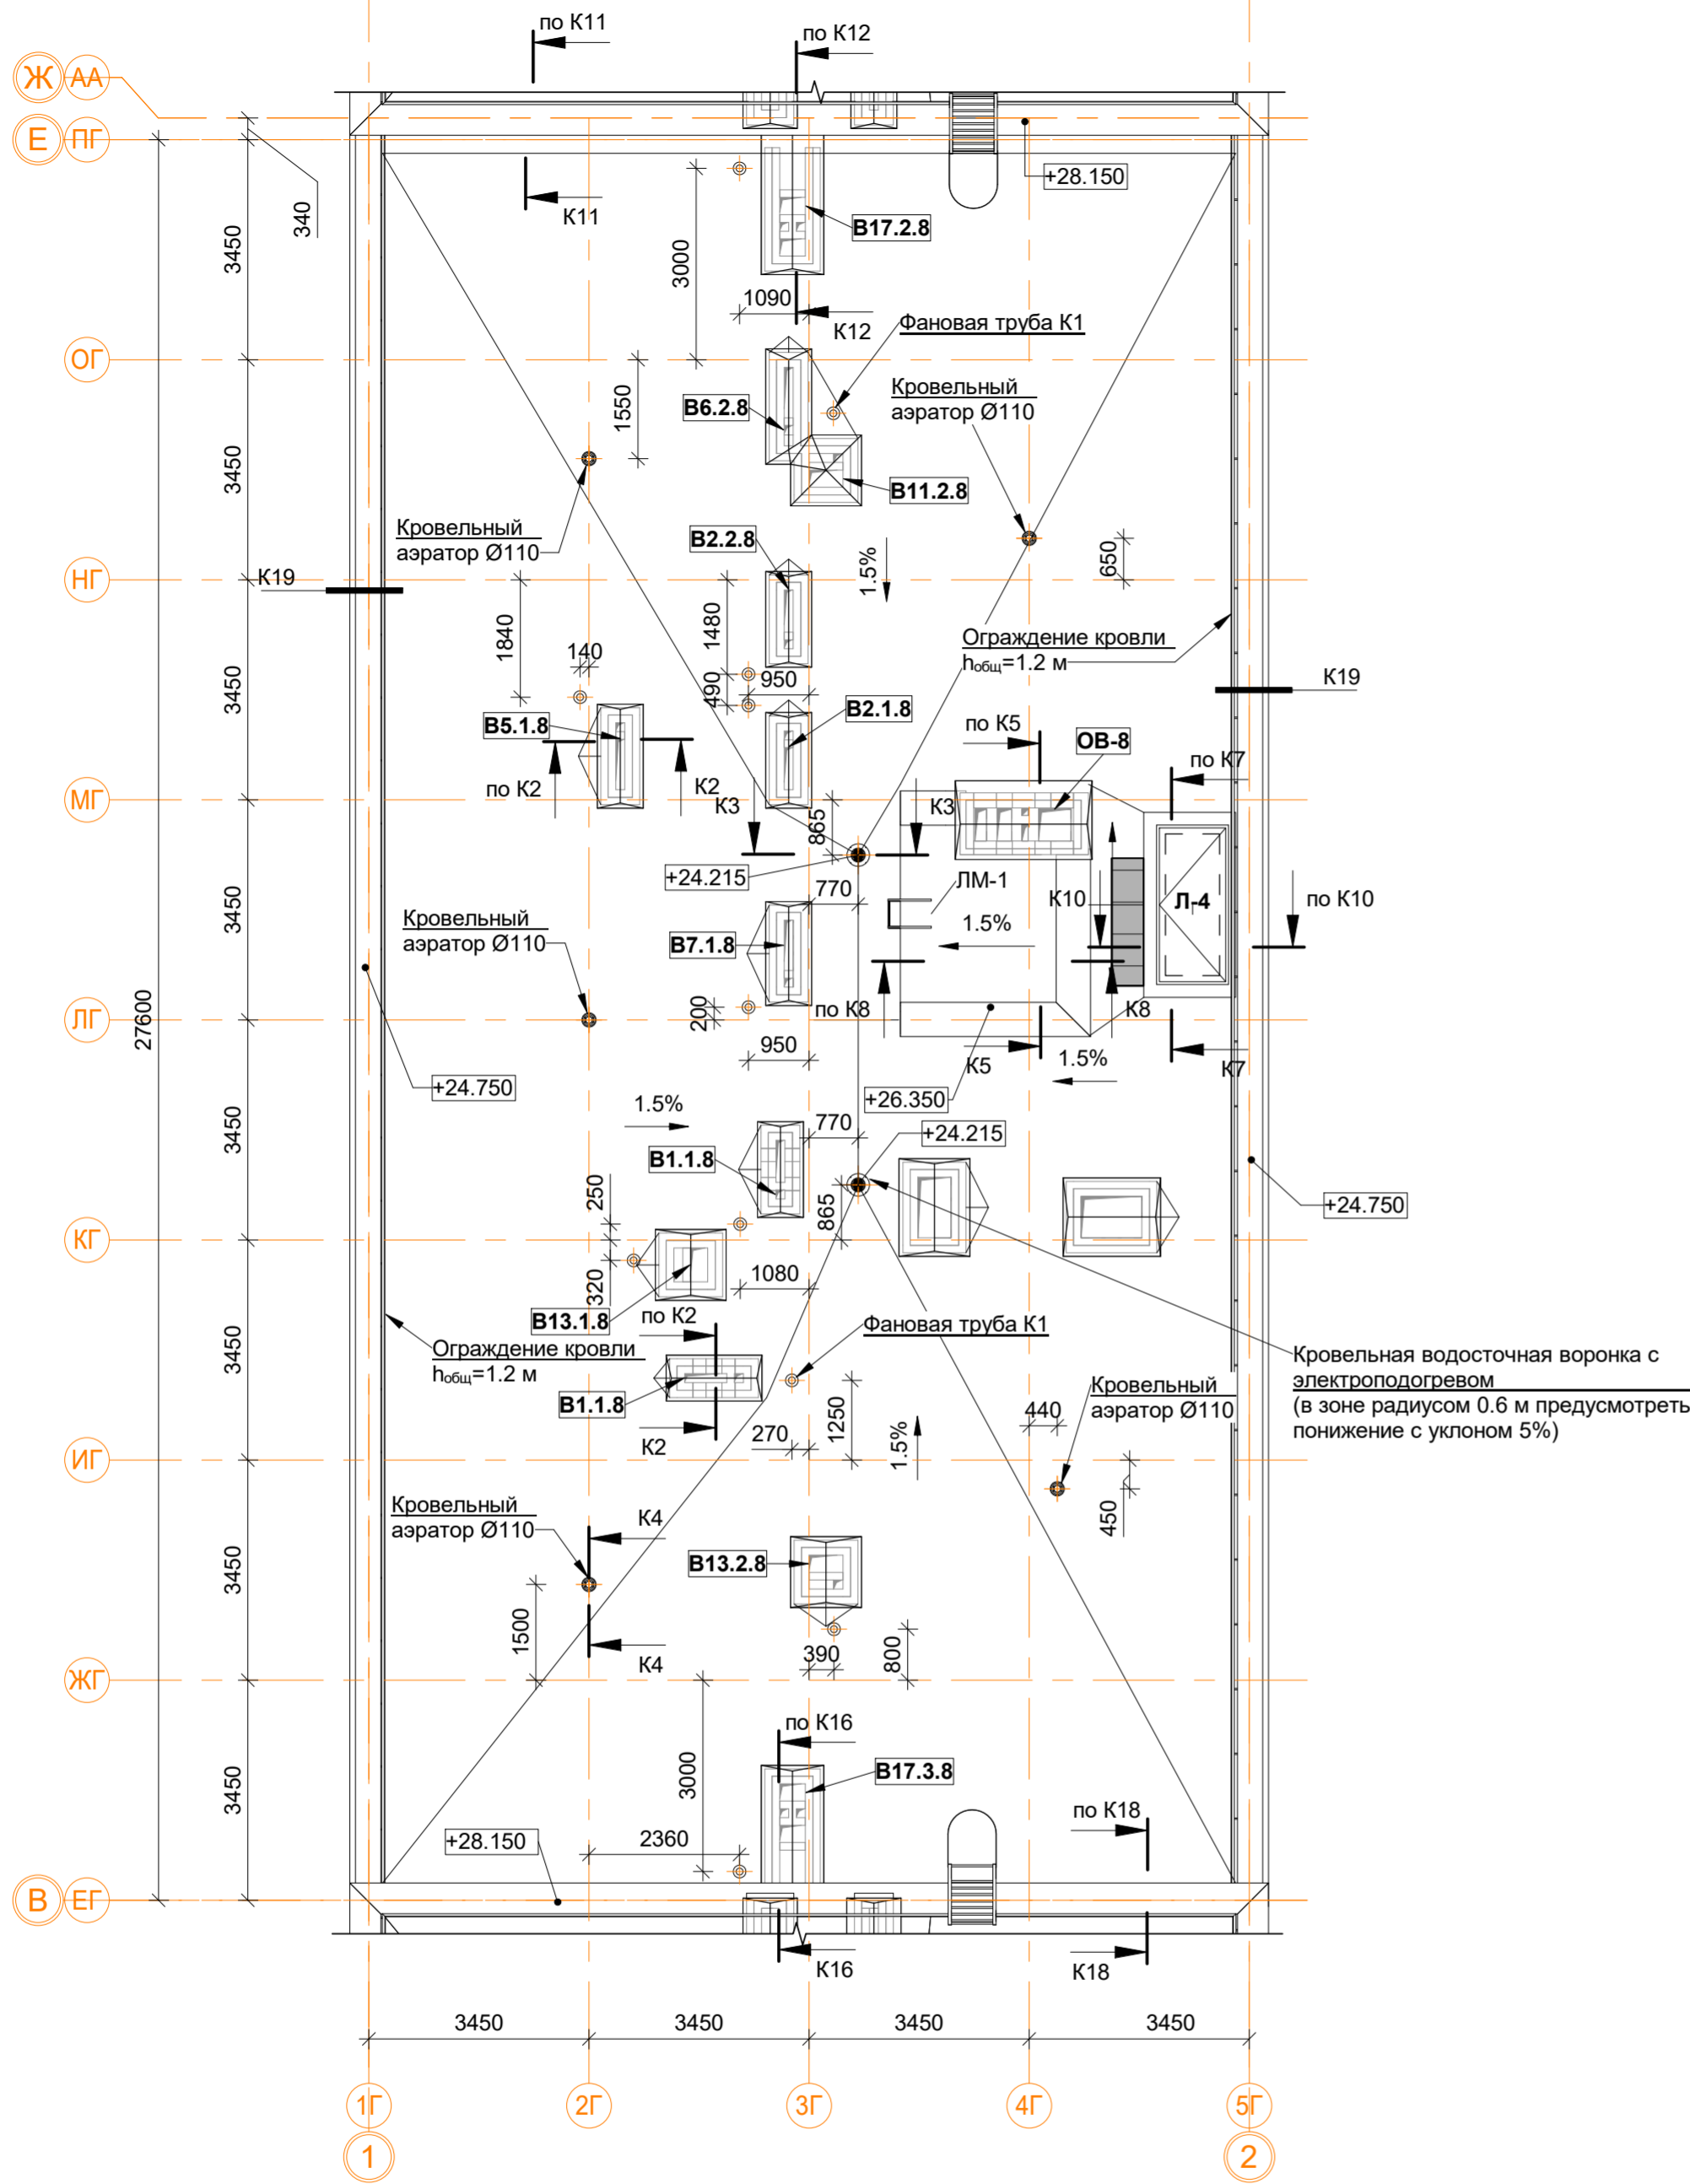 по К11
по К12
Ж
АА
Е
ПГ
+28.150
К11
340
3450
3000
В17.2.8
1090
К12
Фановая труба К1
ОГ
Кровельный
аэратор Ø110
1550
В6.2.8
3450
В11.2.8
Кровельный
аэратор Ø110
В2.2.8
1.5%
650
НГ
К19
1840
1480
140
Ограждение кровли
hобщ=1.2 м
3450
490
950
К19
В5.1.8
В2.1.8
по К5
ОВ-8
по К7
по К2
К2
МГ
К3
865
К3
+24.215
770
ЛМ-1
К10
Л-4
по К10
Кровельный
аэратор Ø110
3450
1.5%
В7.1.8
27600
200
по К8
К8
ЛГ
950
К5
1.5%
К7
+24.750
+26.350
3450
1.5%
770
+24.215
В1.1.8
250
865
+24.750
КГ
320
1080
В13.1.8
по К2
Фановая труба К1
Ограждение кровли
hобщ=1.2 м
3450
Кровельная водосточная воронка с
электроподогревом
(в зоне радиусом 0.6 м предусмотреть
понижение с уклоном 5%)
Кровельный
аэратор Ø110
В1.1.8
440
1250
К2
270
1.5%
ИГ
Кровельный
аэратор Ø110
450
К4
В13.2.8
3450
1500
К4
390
800
ЖГ
по К16
В17.3.8
3000
3450
по К18
+28.150
2360
В
ЕГ
К16
К18
3450
3450
3450
3450
1Г
2Г
3Г
4Г
5Г
1
2